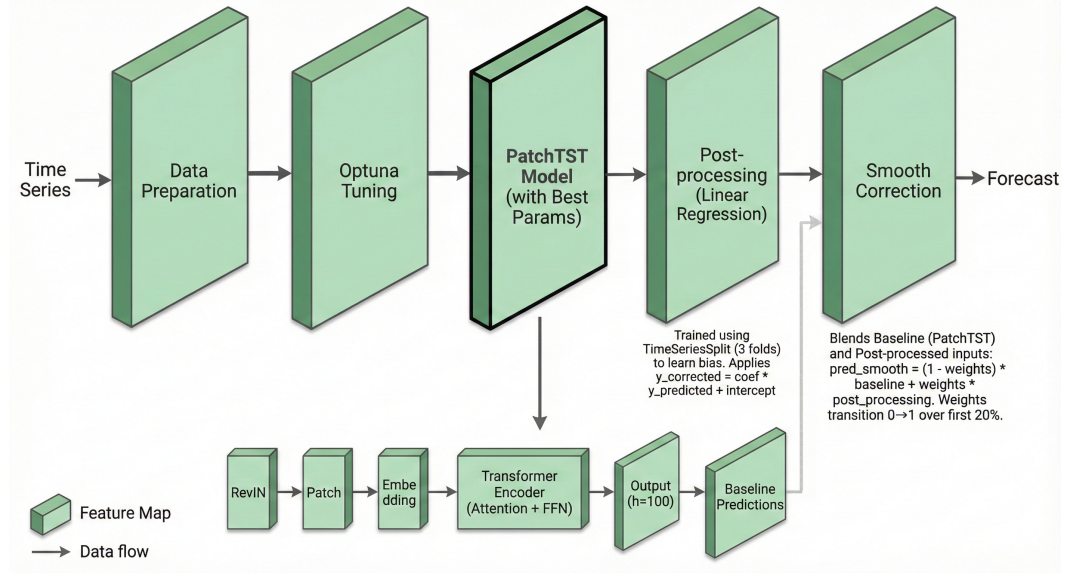 Time
Series
Data
Preparation
Optuna
Tuning
PatchTST
Model
(with Best
Params)
Post-
processing
(Linear
Regression)
Smooth
Correction
Forecast
Trained using
TimeSeriesSplit (3 folds)
to learn bias. Applies
y_corrected = coef *
y_predicted + intercept
Blends Baseline (PatchTST)
and Post-processed inputs:
pred_smooth = (1 - weights) *
baseline + weights *
post_processing. Weights
transition 0→1 over first 20%.
RevIN
Patch
Embe
dding
Transformer
Encoder
(Attention + FFN)
Output
(h=100)
Baseline
Predictions
Feature Map
Data flow